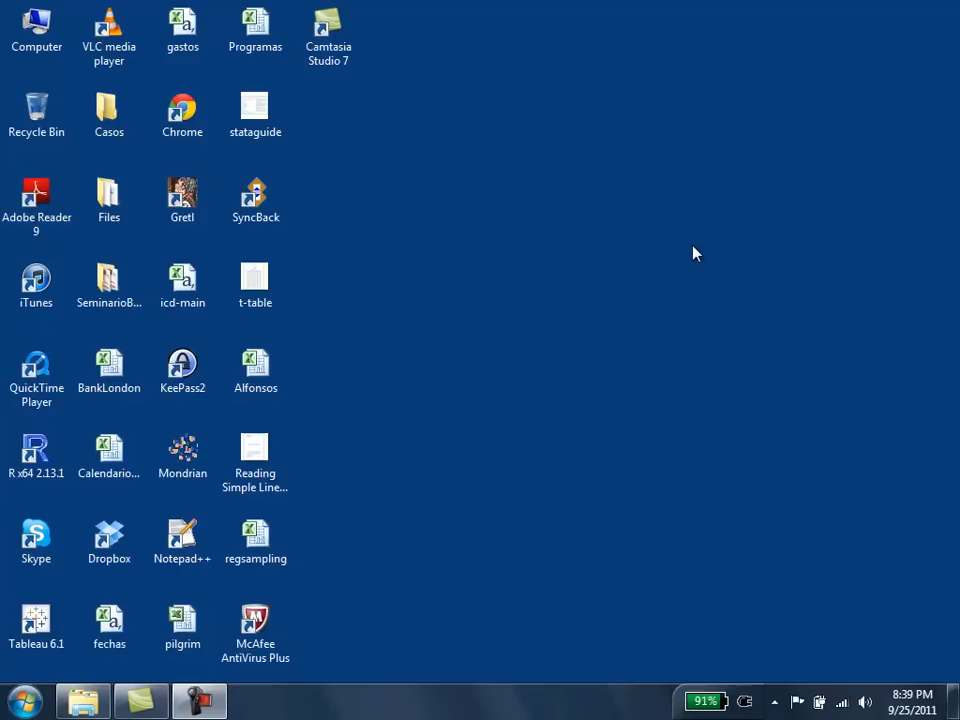 Computer
VLC media
player
gastos
Programas
Camtasia
Studio 7
Recycle Bin
Casos
Chrome
stataguide
Adobe Reader
9
Files
Gretl
SyncBack
iTunes
SeminarioB...
icd-main
t-table
QuickTime
Player
BankLondon
KeePass2
Alfonsos
R x64 2.13.1
Calendario...
Mondrian
Reading
Simple Line...
Skype
Dropbox
Notepad++
regsampling
Tableau 6.1
fechas
pilgrim
McAfee
AntiVirus Plus
91%
8:39 PM
9/25/2011